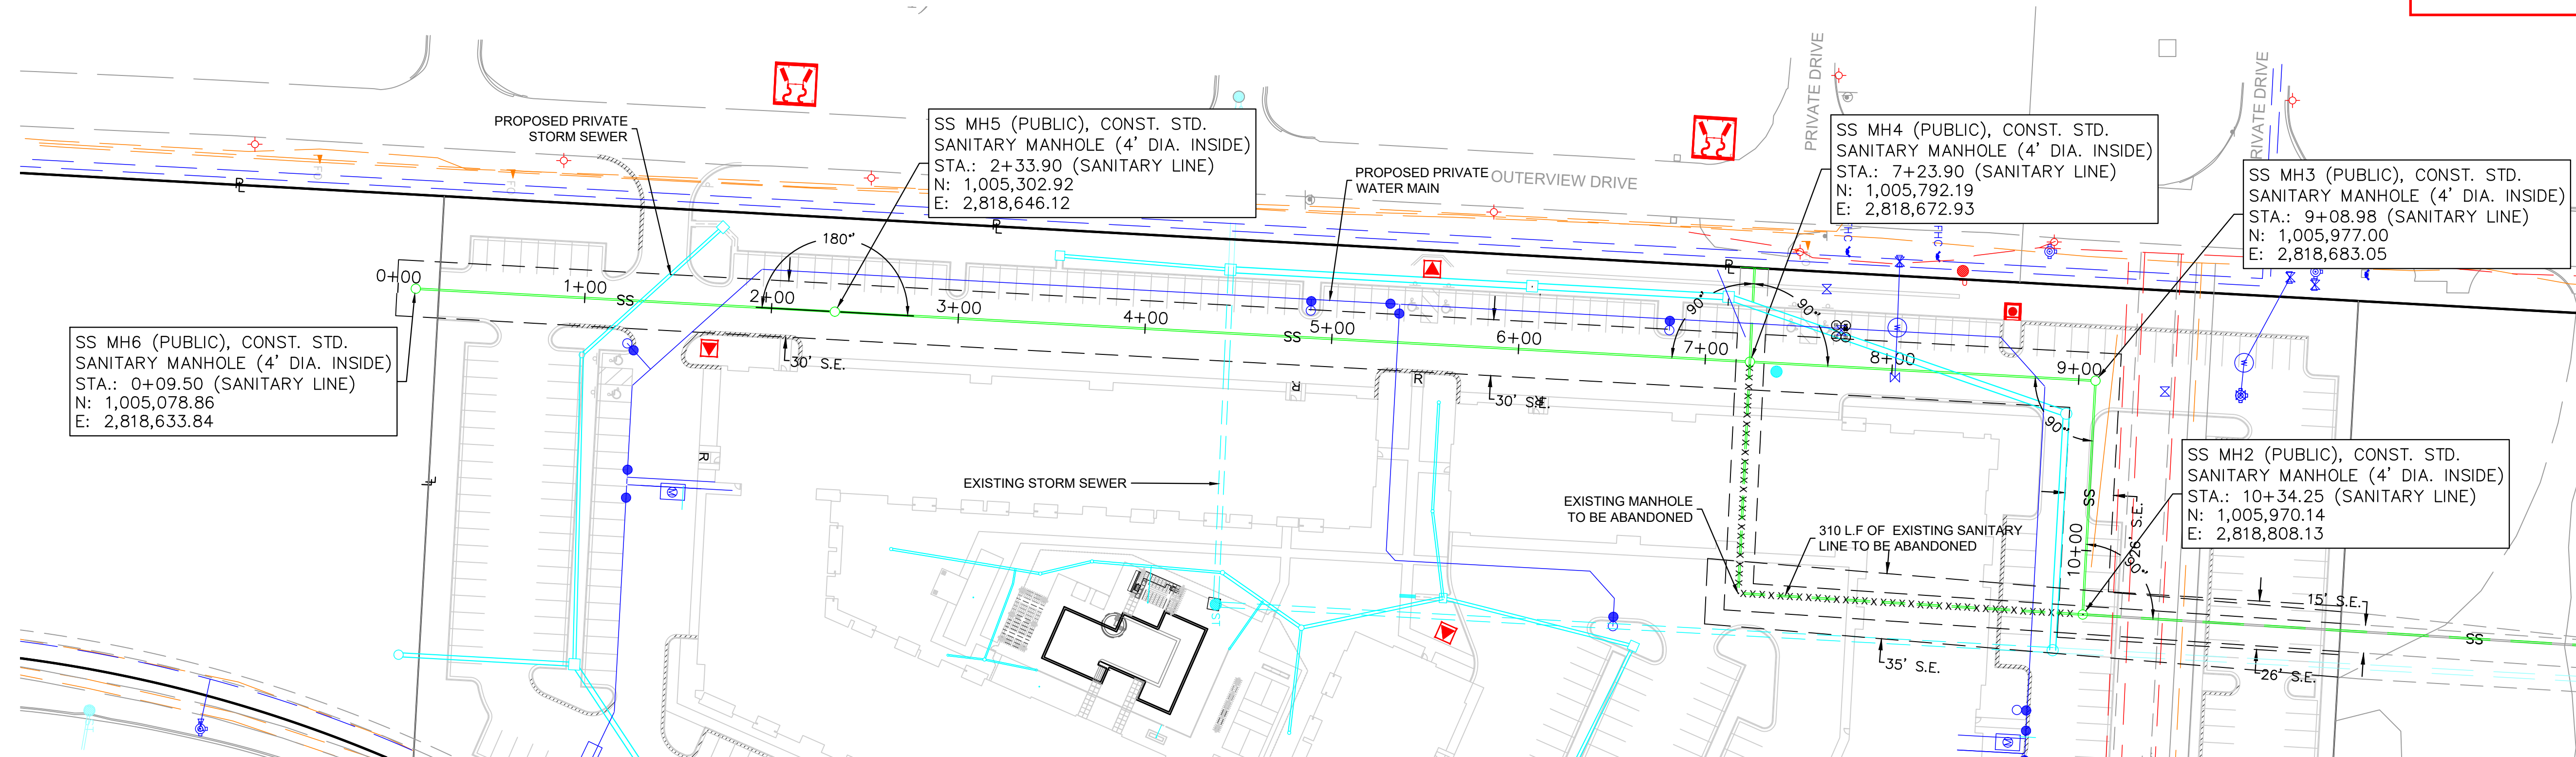 PROPOSED PRIVATE
STORM SEWER
SS MH5 (PUBLIC), CONST. STD.
SANITARY MANHOLE (4' DIA. INSIDE)
STA.: 2+33.90 (SANITARY LINE)
N: 1,005,302.92
E: 2,818,646.12
PROPOSED PRIVATE
WATER MAIN
OUTERVIEW DRIVE
PRIVATE DRIVE
SS MH4 (PUBLIC), CONST. STD.
SANITARY MANHOLE (4' DIA. INSIDE)
STA.: 7+23.90 (SANITARY LINE)
N: 1,005,792.19
E: 2,818,672.93
RIVATE DRIVE
SS MH3 (PUBLIC), CONST. STD.
SANITARY MANHOLE (4' DIA. INSIDE)
STA.: 9+08.98 (SANITARY LINE)
N: 1,005,977.00
E: 2,818,683.05
FHC
FHC
180°
0+00
1+00
SS
2+00
3+00
4+00
5+00
SS
6+00
7+00
8+00
9+00
90°
90°
90°
SS MH6 (PUBLIC), CONST. STD.
SANITARY MANHOLE (4' DIA. INSIDE)
STA.: 0+09.50 (SANITARY LINE)
N: 1,005,078.86
E: 2,818,633.84
30' S.E.
30' S.E.
R
R
R
R
EXISTING STORM SEWER
EXISTING MANHOLE
TO BE ABANDONED
310 L.F OF EXISTING SANITARY
LINE TO BE ABANDONED
SS
26' S.E.
10+00
90°
SS MH2 (PUBLIC), CONST. STD.
SANITARY MANHOLE (4' DIA. INSIDE)
STA.: 10+34.25 (SANITARY LINE)
N: 1,005,970.14
E: 2,818,808.13
15' S.E.
SS
35' S.E.
26' S.E.